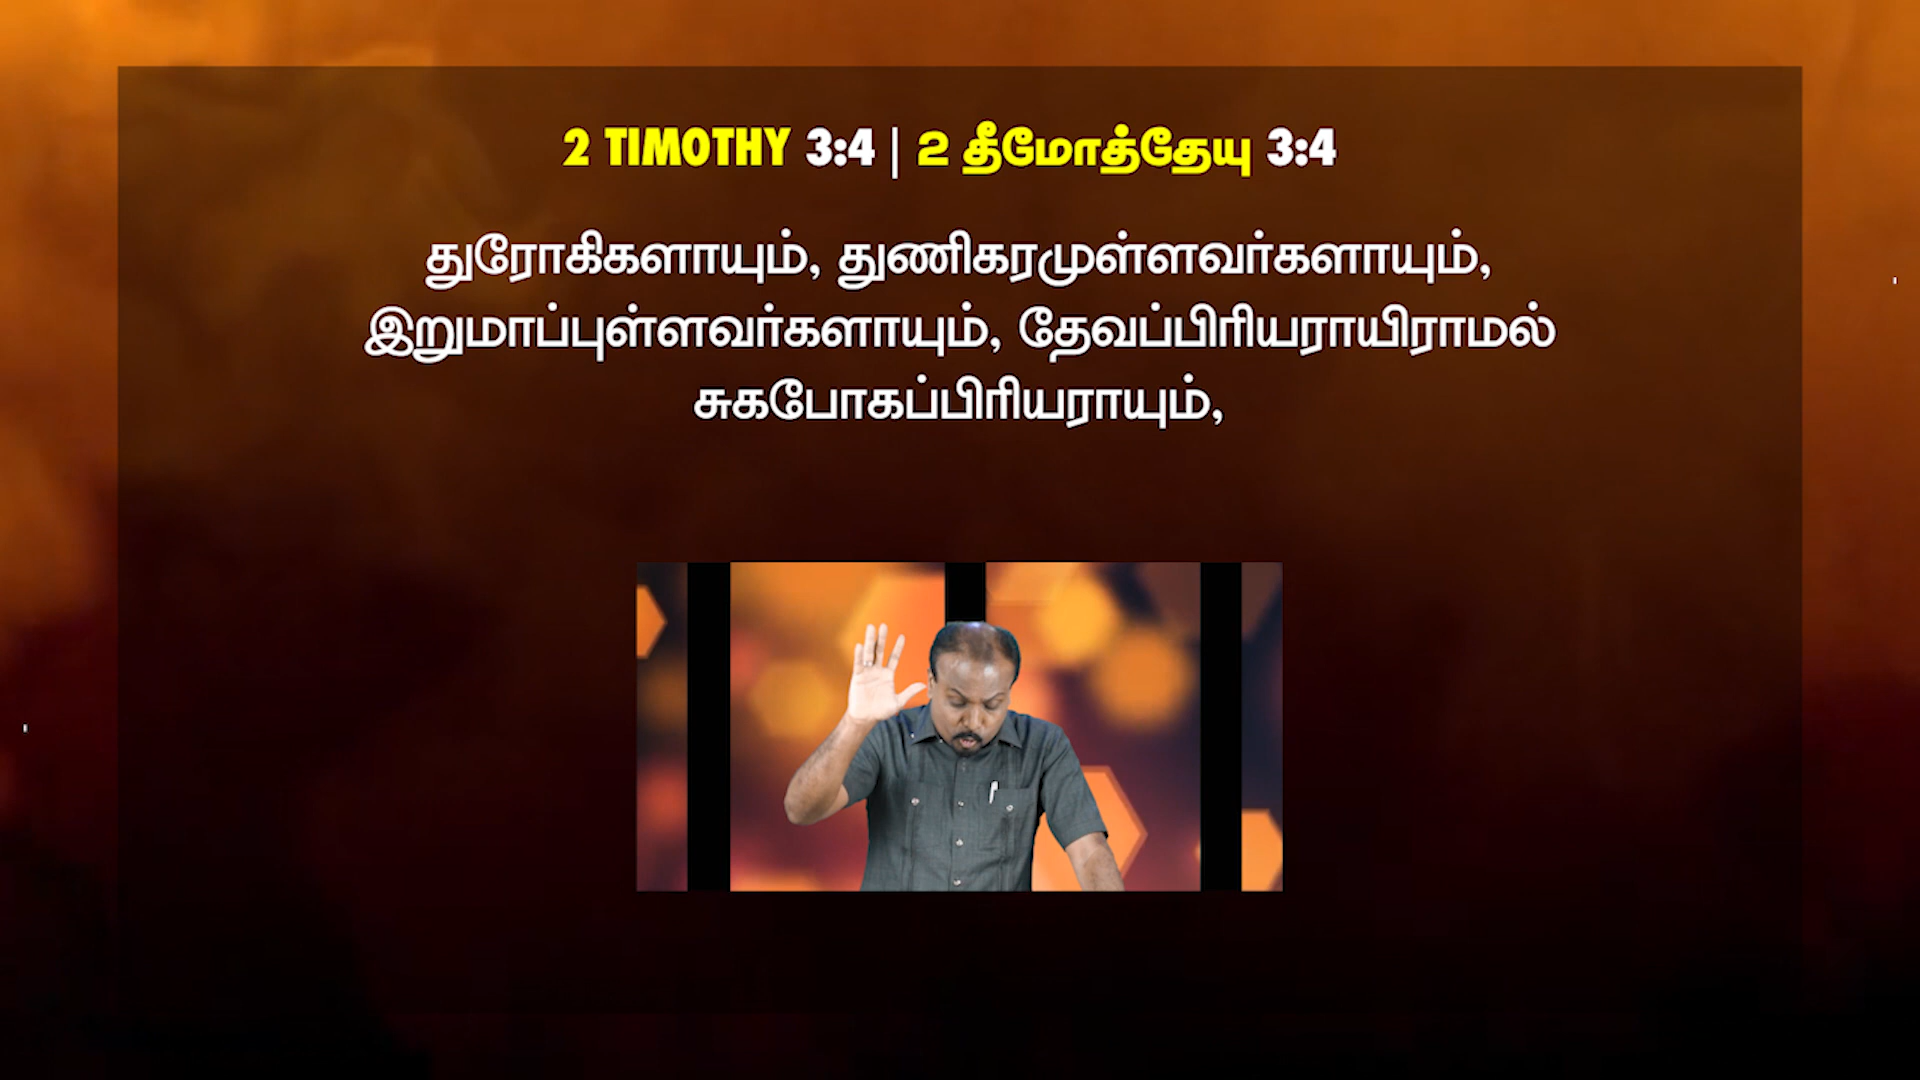 2 TIMOTHY 3:4 | 2 தீமோத்தேயு 3:4
துரோகிகளாயும், துணிகரமுள்ளவர்களாயும்,
இறுமாப்புள்ளவர்களாயும், தேவப்பிரியராயிராமல்
சுகபோகப்பிரியராயும்,